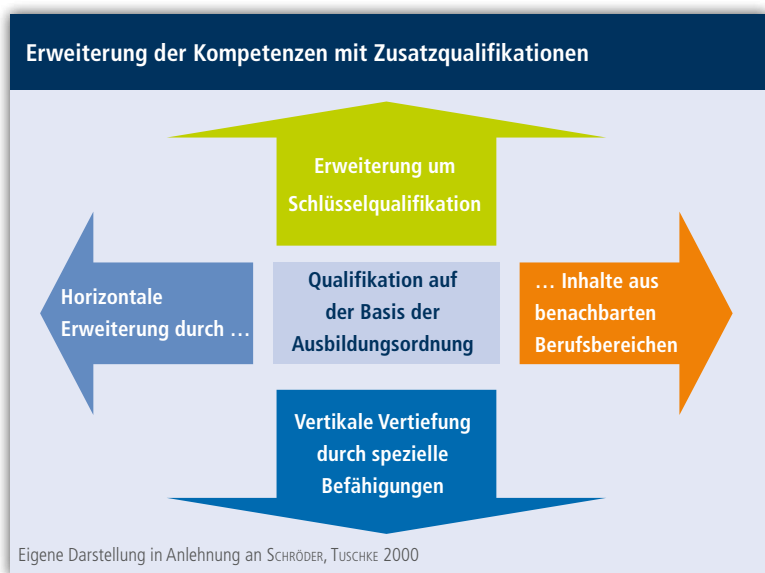 Erweiterung der Kompetenzen mit Zusatzqualifikationen
Erweiterung um
Schlüsselqualifikation
Horizontale
Erweiterung durch …
Qualifikation auf
der Basis der
Ausbildungsordnung
… Inhalte aus
benachbarten
Berufsbereichen
Vertikale Vertiefung
durch spezielle
Befähigungen
Eigene Darstellung in Anlehnung an Schröder, Tuschke 2000